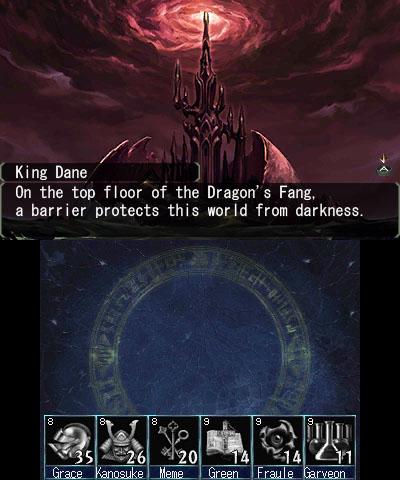 King Dane
On the top floor of the Dragon's Fang,
a barrier protects this world from darkness.
8 8 8 9 9 9
35 26 20 14 14 11
Grace Kanosuke Meme Green Fraule Garveon